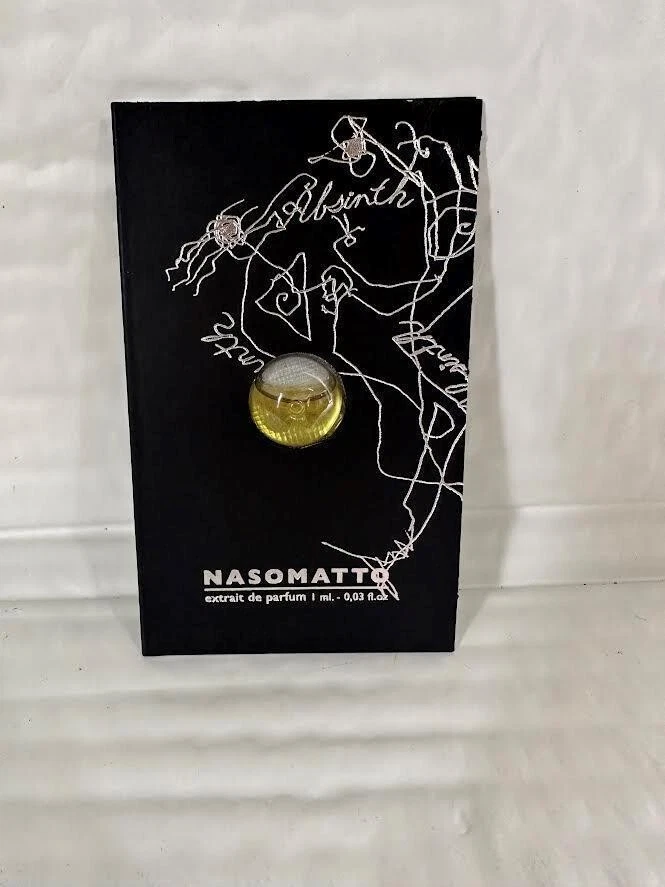 Absinth
NASOMATTO
extrait de parfum 1 ml. - 0,03 fl.oz